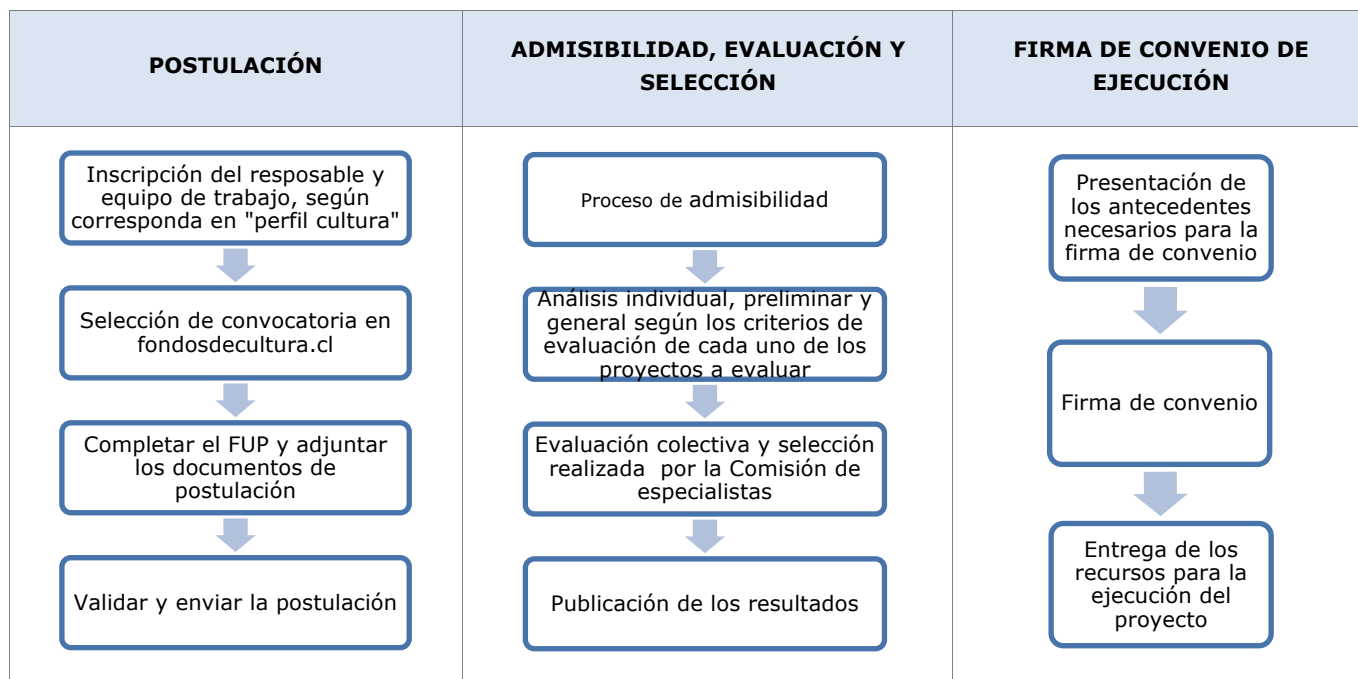 POSTULACIÓN
ADMISIBILIDAD, EVALUACIÓN Y
SELECCIÓN
FIRMA DE CONVENIO DE
EJECUCIÓN
Inscripción del resposable y
equipo de trabajo, según
corresponda en "perfil cultura"
Selección de convocatoria en
fondosdecultura.cl
Completar el FUP y adjuntar
los documentos de
postulación
Validar y enviar la postulación
Proceso de admisibilidad
Análisis individual, preliminar y
general según los criterios de
evaluación de cada uno de los
proyectos a evaluar
Evaluación colectiva y selección
realizada por la Comisión de
especialistas
Publicación de los resultados
Presentación de
los antecedentes
necesarios para la
firma de convenio
Firma de convenio
Entrega de los
recursos para la
ejecución del
proyecto